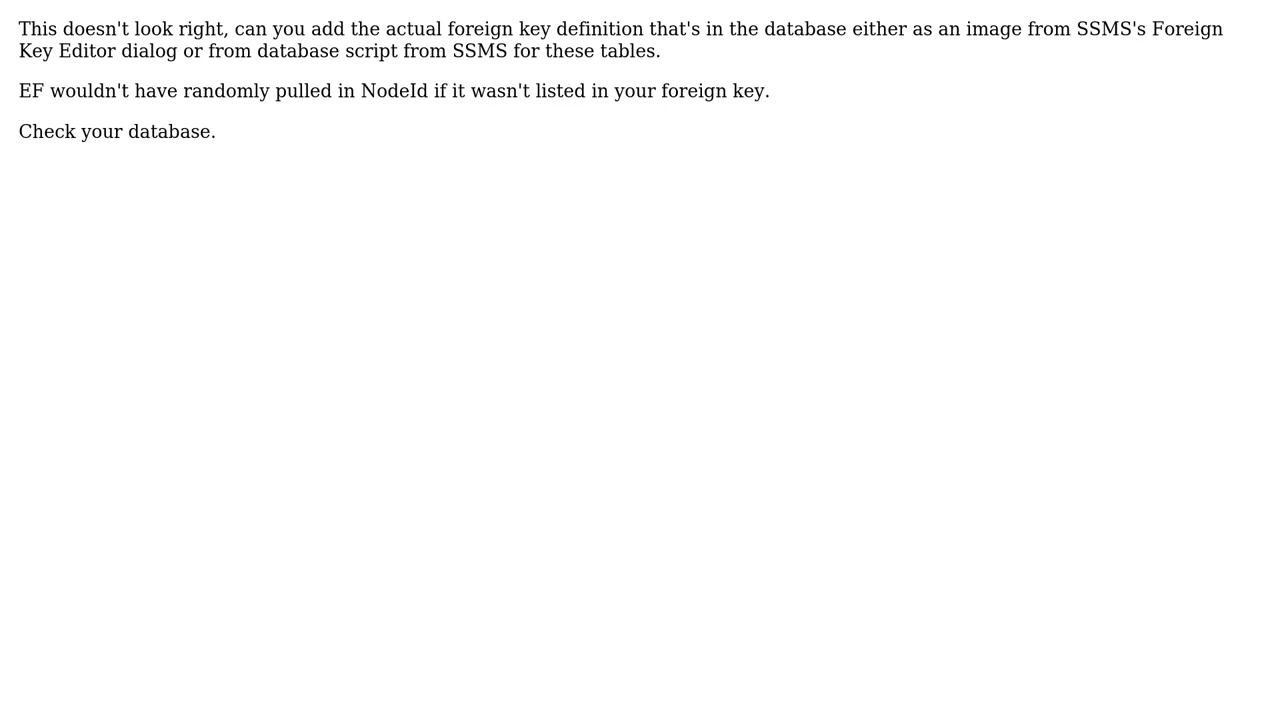 This doesn't look right, can you add the actual foreign key definition that's in the database either as an image from SSMS's Foreign
Key Editor dialog or from database script from SSMS for these tables.
EF wouldn't have randomly pulled in NodeId if it wasn't listed in your foreign key.
Check your database.